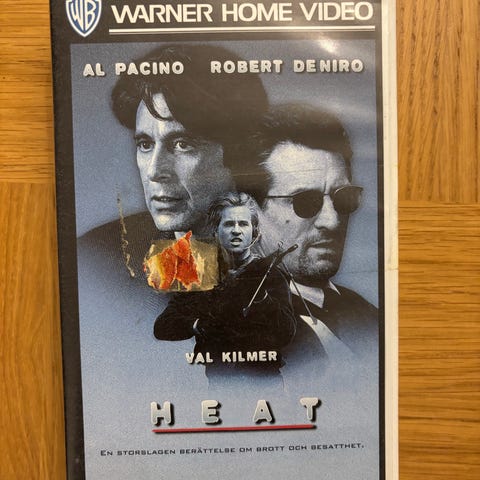 WB WARNER HOME VIDEO
AL PACINO ROBERT DE NIRO
VAL KILMER
HEAT
EN STORSLAGEN BERÄTTELSE OM BROTT OCH BESATTHET.